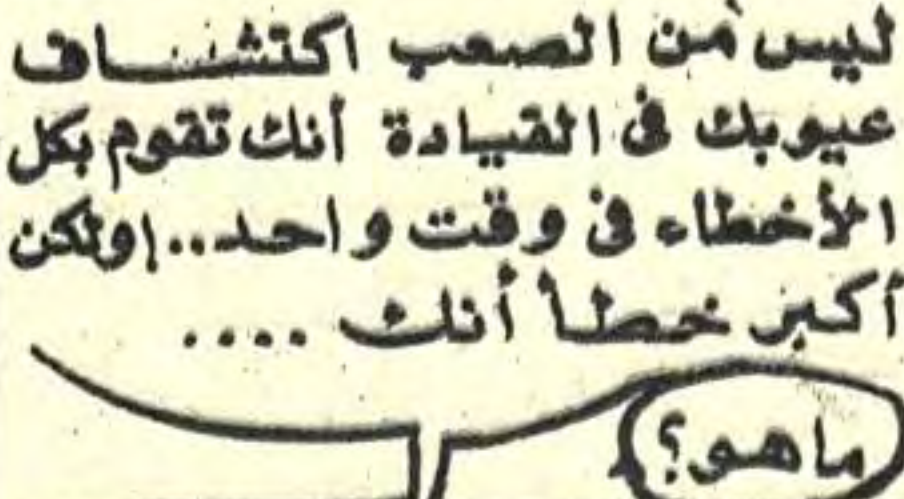 ليس من الصعب اكتشاف
عيوبك فى القيادة أنك تقوم بكل
الأخطاء فى وقت واحد..!ولكن
أكبر خطأ أنك ....
ماهو؟